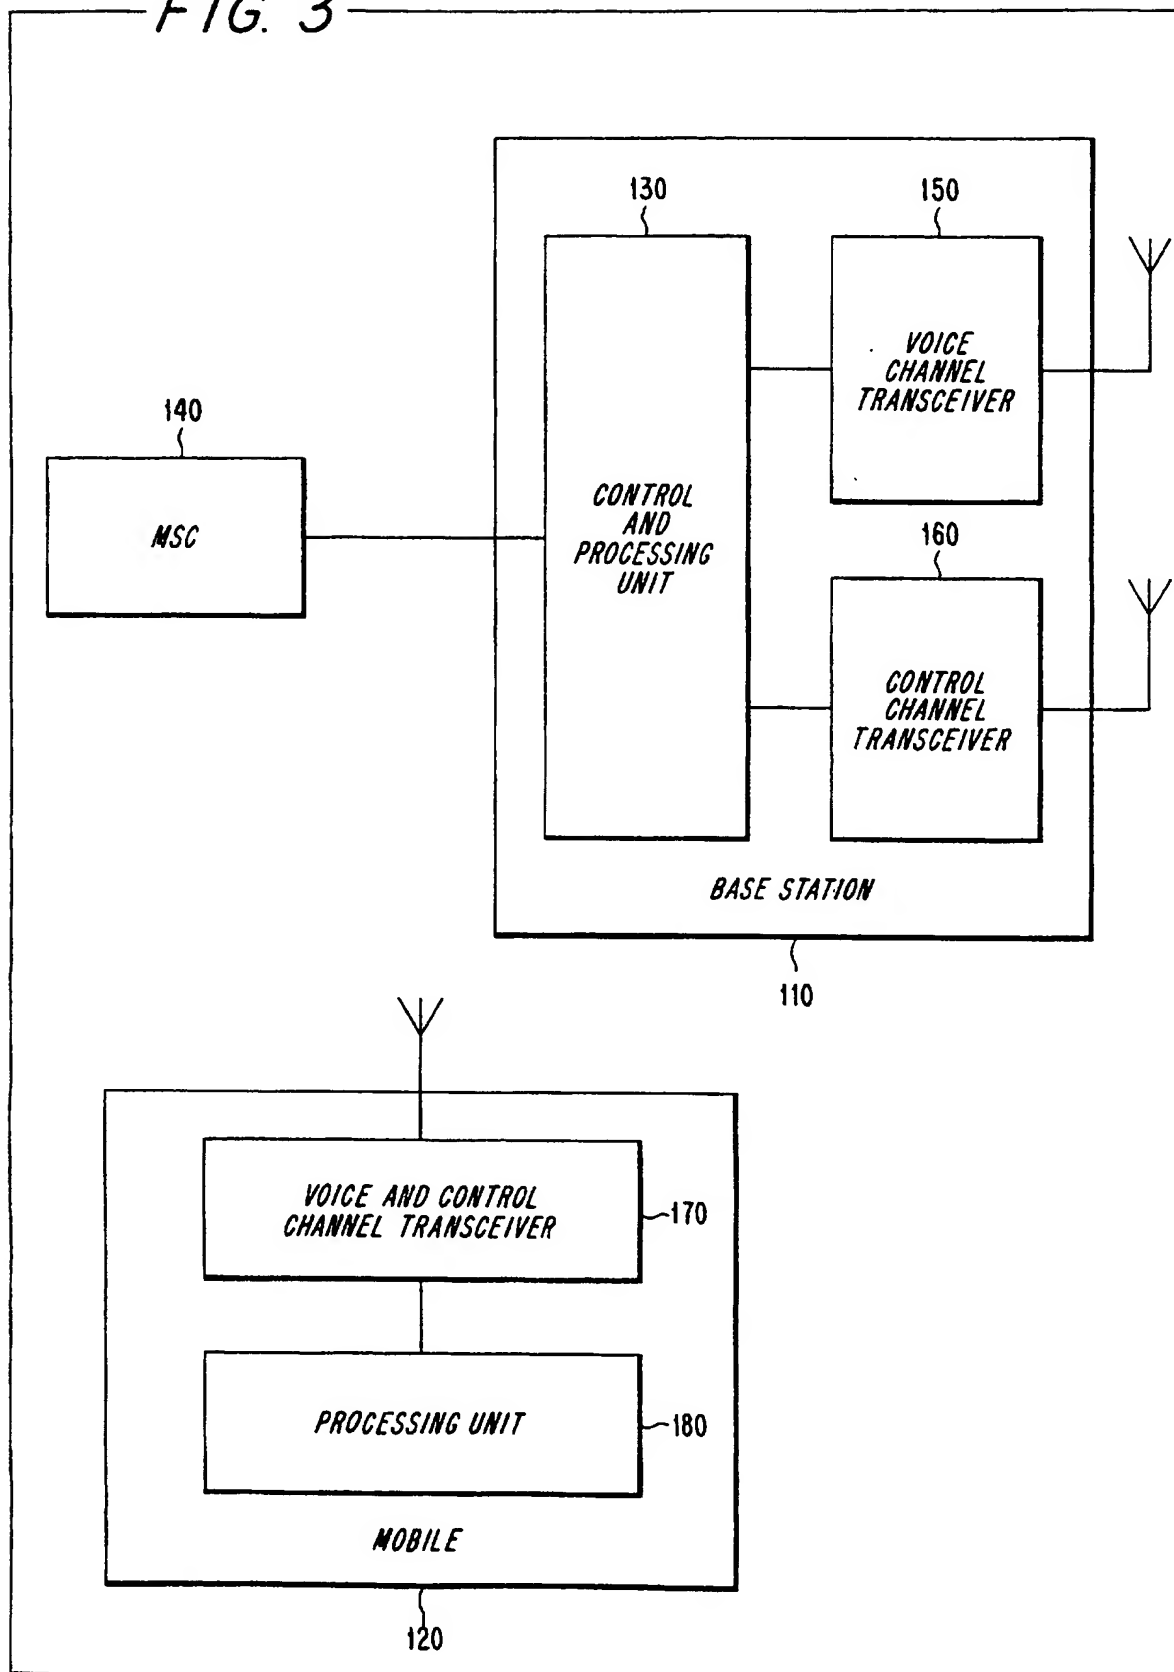 FIG. 3
130
150
VOICE
CHANNEL
TRANSCEIVER
140
MSC
CONTROL
AND
PROCESSING
UNIT
160
CONTROL
CHANNEL
TRANSCEIVER
BASE STATION
110
VOICE AND CONTROL
CHANNEL TRANSCEIVER
170
PROCESSING UNIT
180
MOBILE
120